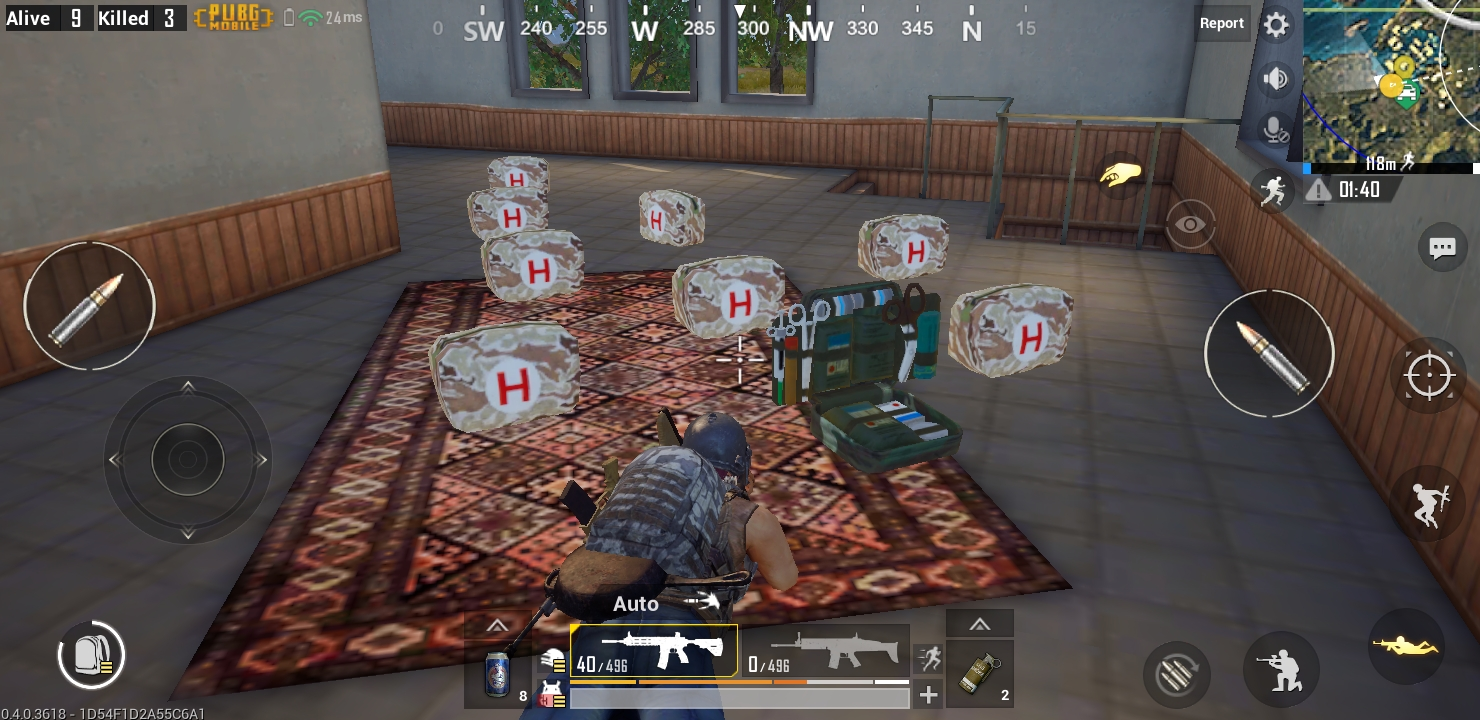 Alive 9 Killed 3 PUBG MOBILE 24ms
0 SW 240 255 W 285 300 NW 330 345 N 15
Report
118m
01:40
H
H
H
H
H
H
H
H
Auto
40/496
0/496
8
2
0.4.0.3618 - 1D54F1D2A55C6A1